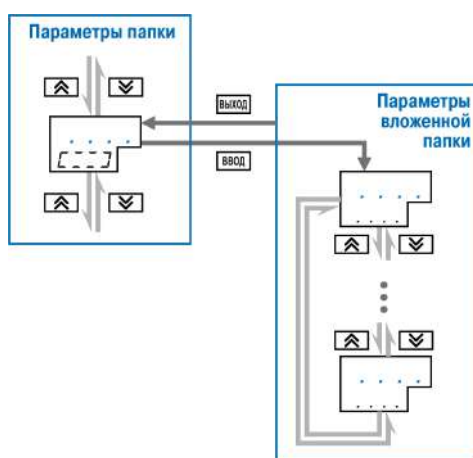 Параметры папки
ВЫХОД
ВВОД
Параметры
вложенной
папки